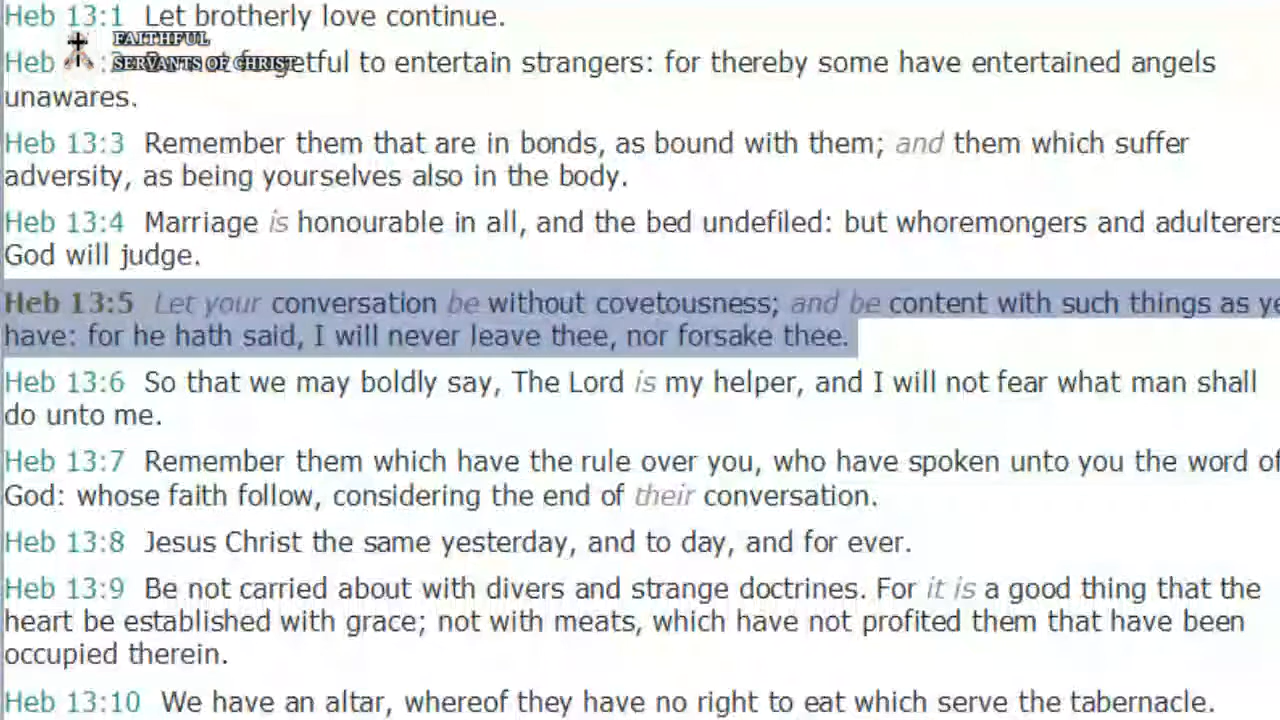 Heb 13:1 Let brotherly love continue.
FAITHFUL
SERVANTS OF CHRIST
Heb getful to entertain strangers: for thereby some have entertained angels
unawares.
Heb 13:3 Remember them that are in bonds, as bound with them; and them which suffer
adversity, as being yourselves also in the body.
Heb 13:4 Marriage is honourable in all, and the bed undefiled: but whoremongers and adulterers
God will judge.
Heb 13:5 Let your conversation be without covetousness; and be content with such things as ye
have: for he hath said, I will never leave thee, nor forsake thee.
Heb 13:6 So that we may boldly say, The Lord is my helper, and I will not fear what man shall
do unto me.
Heb 13:7 Remember them which have the rule over you, who have spoken unto you the word of
God: whose faith follow, considering the end of their conversation.
Heb 13:8 Jesus Christ the same yesterday, and to day, and for ever.
Heb 13:9 Be not carried about with divers and strange doctrines. For it is a good thing that the
heart be established with grace; not with meats, which have not profited them that have been
occupied therein.
Heb 13:10 We have an altar, whereof they have no right to eat which serve the tabernacle.